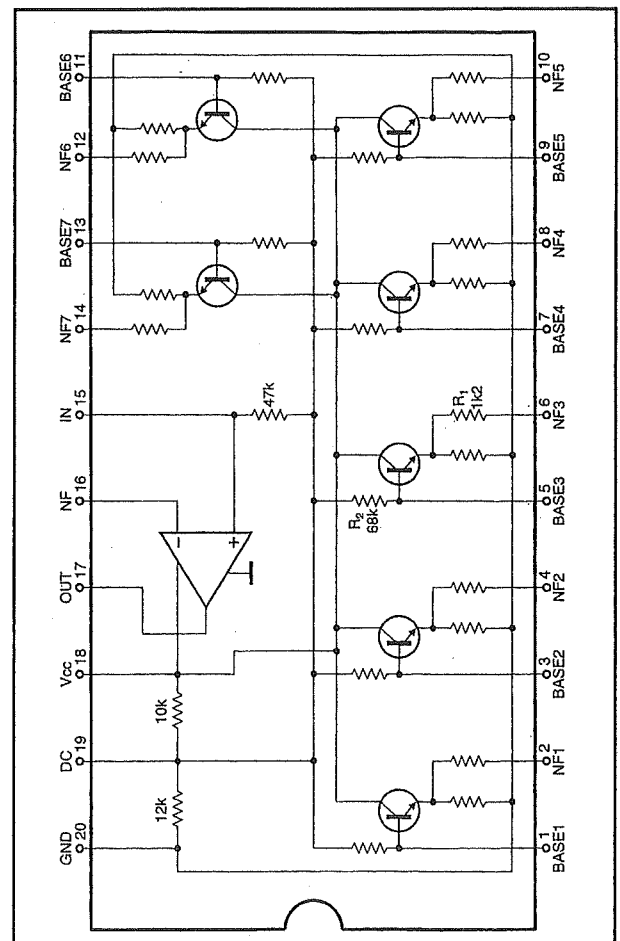 BASE6
11
NF6
12
BASE7
13
NF7
14
IN
15
NF
16
OUT
17
Vcc
18
DC
19
GND
20
47k
10k
12k
−
+
R2
68k
R1
1k2
10
NF5
9
BASE5
8
NF4
7
BASE4
6
NF3
5
BASE3
4
NF2
3
BASE2
2
NF1
1
BASE1